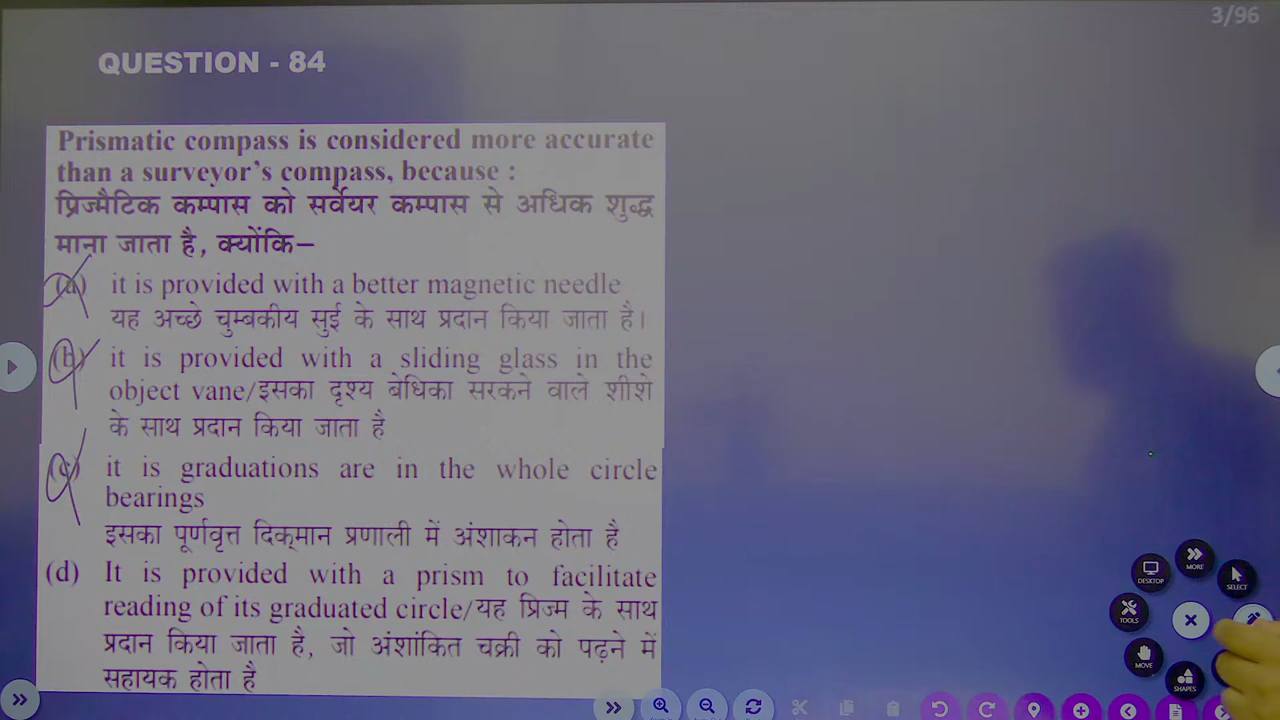 3/96
QUESTION - 84
Prismatic compass is considered more accurate
than a surveyor's compass, because :
प्रिज्मैटिक कम्पास को सर्वेयर कम्पास से अधिक शुद्ध
माना जाता है, क्योंकि–
(a) it is provided with a better magnetic needle
यह अच्छे चुम्बकीय सुई के साथ प्रदान किया जाता है।
(b) it is provided with a sliding glass in the
object vane/इसका दृश्य बेधिका सरकने वाले शीशे
के साथ प्रदान किया जाता है
(c) it is graduations are in the whole circle
bearings
इसका पूर्णवृत्त दिक्‌मान प्रणाली में अंशाकन होता है
(d) It is provided with a prism to facilitate
reading of its graduated circle/यह प्रिज्म के साथ
प्रदान किया जाता है, जो अंशांकित चक्री को पढ़ने में
सहायक होता है
MORE
DESKTOP
SELECT
TOOLS
MOVE
SHAPES